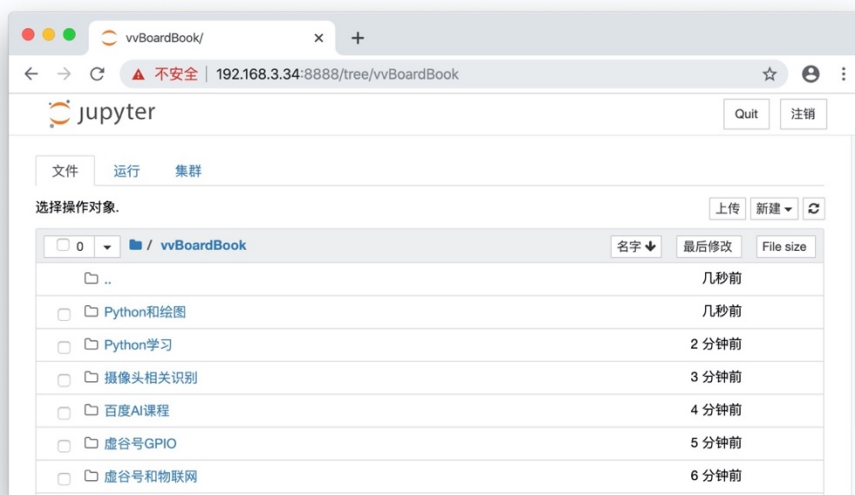 vvBoardBook/
不安全 192.168.3.34:8888/tree/vvBoardBook
jupyter Quit 注销
文件 运行 集群
选择操作对象. 上传 新建
0 / vvBoardBook 名字 最后修改 File size
.. 几秒前
Python和绘图 几秒前
Python学习 2 分钟前
摄像头相关识别 3 分钟前
百度AI课程 4 分钟前
虚谷号GPIO 5 分钟前
虚谷号和物联网 6 分钟前